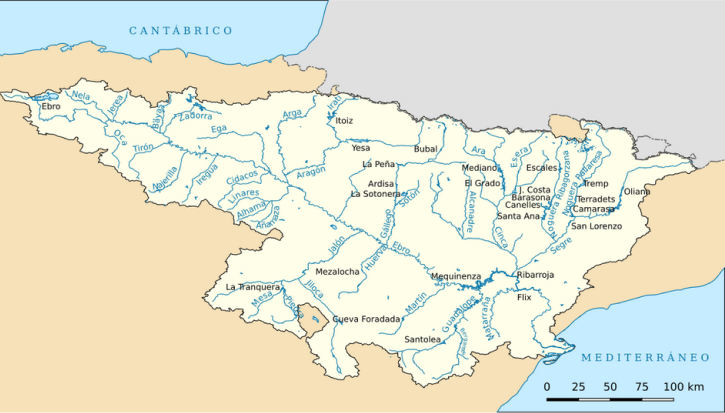 CANTÁBRICO
Ebro
Nela
Jerea
Bayas
Zadorra
Ega
Arga
Irati
Itoiz
Oca
Tirón
Najerilla
Iregua
Cidacos
Linares
Alhama
Añamaza
Aragón
Yesa
Bubal
La Peña
Ardisa
La Sotonera
Sotón
Gállego
Ara
Mediano
El Grado
Alcanadre
Cinca
Esera
Escales
J. Costa
Barasona
Canelles
Santa Ana
Noguera Ribagorzana
Noguera Pallaresa
Tremp
Terradets
Camarasa
Oliana
San Lorenzo
Segre
Jalón
Huerva
Ebro
Mezalocha
La Tranquera
Mesa
Piedra
Jiloca
Cueva Foradada
Martín
Mequinenza
Ribarroja
Flix
Guadalope
Matarraña
Santolea
Bergantes
MEDITERRÁNEO
0 25 50 75 100 km